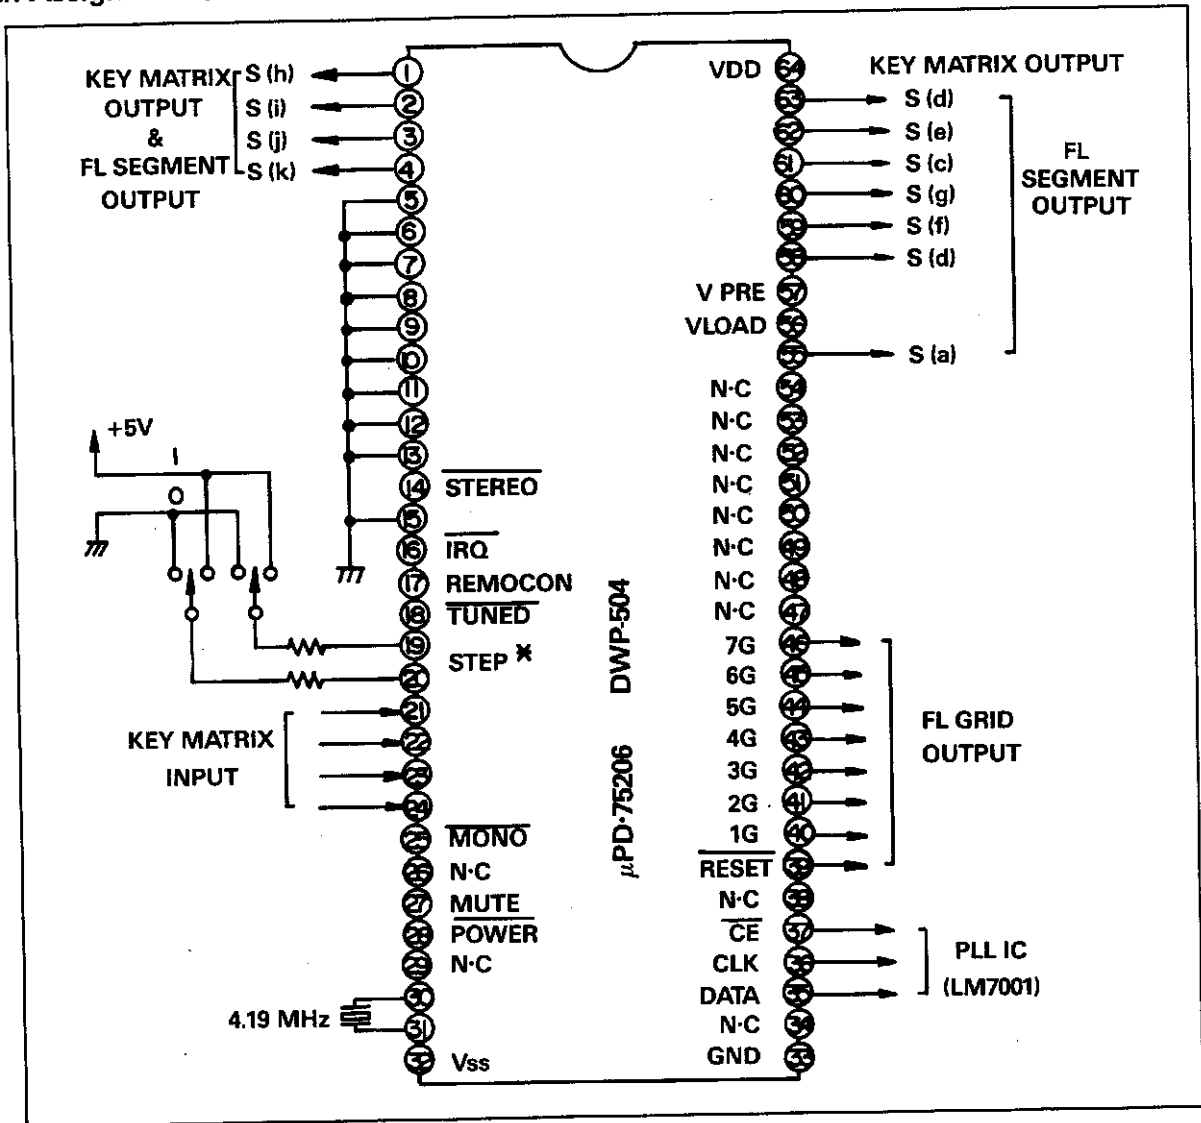 KEY MATRIX
OUTPUT
&
FL SEGMENT
OUTPUT
S (h)
S (i)
S (j)
S (k)
1
2
3
4
5
6
7
8
9
10
11
12
13
14 STEREO
15
16 IRQ
17 REMOCON
18 TUNED
19
STEP *
20
21
22
23
24
25 MONO
26 N·C
27 MUTE
28 POWER
29 N·C
30
31
32 Vss
+5V
1
0
KEY MATRIX
INPUT
4.19 MHz
μPD·75206 DWP-504
VDD 64
63
62
61
60
59
58
V PRE 57
VLOAD 56
55
N·C 54
N·C 53
N·C 52
N·C 51
N·C 50
N·C 49
N·C 48
N·C 47
7G 46
6G 45
5G 44
4G 43
3G 42
2G 41
1G 40
RESET 39
N·C 38
CE 37
CLK 36
DATA 35
N·C 34
GND 33
KEY MATRIX OUTPUT
S (d)
S (e)
S (c)
S (g)
S (f)
S (d)
S (a)
FL
SEGMENT
OUTPUT
FL GRID
OUTPUT
PLL IC
(LM7001)